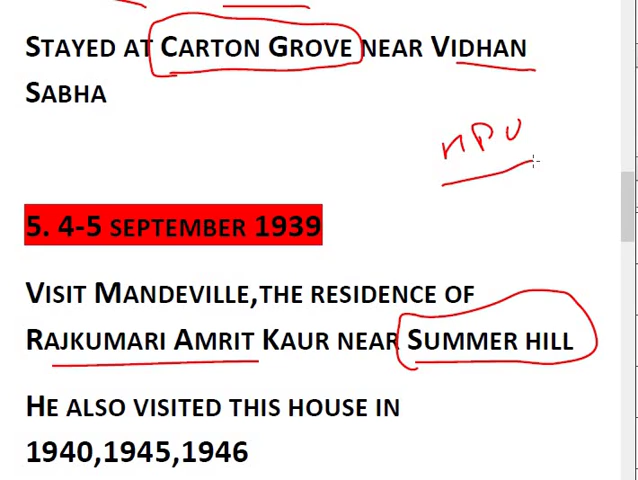 STAYED AT CARTON GROVE NEAR VIDHAN
SABHA
HPU
5. 4-5 SEPTEMBER 1939
VISIT MANDEVILLE,THE RESIDENCE OF
RAJKUMARI AMRIT KAUR NEAR SUMMER HILL
HE ALSO VISITED THIS HOUSE IN
1940,1945,1946